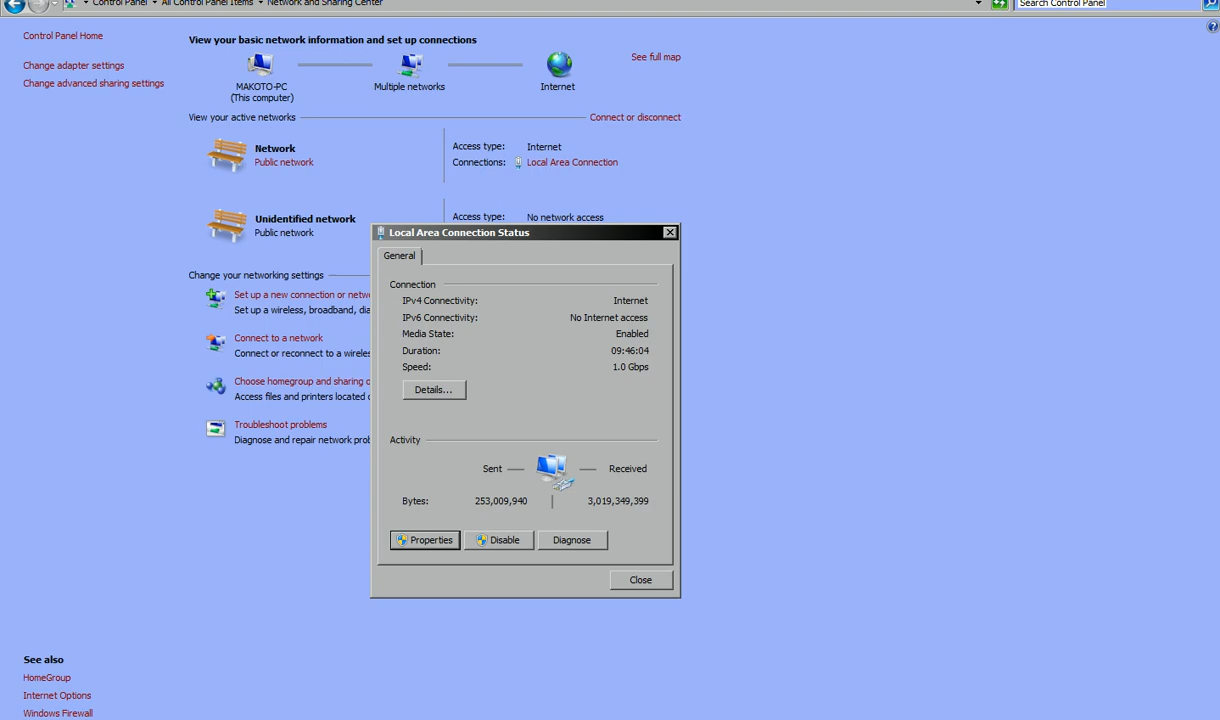 Control Panel ▾ All Control Panel Items ▾ Network and Sharing Center
Search Control Panel
Control Panel Home
Change adapter settings
Change advanced sharing settings
View your basic network information and set up connections
See full map
MAKOTO-PC
(This computer)
Multiple networks
Internet
View your active networks
Connect or disconnect
Network
Public network
Access type: Internet
Connections: Local Area Connection
Unidentified network
Public network
Access type: No network access
Change your networking settings
Set up a new connection or netw
Set up a wireless, broadband, dia
Connect to a network
Connect or reconnect to a wireles
Choose homegroup and sharing o
Access files and printers located o
Troubleshoot problems
Diagnose and repair network prob
Local Area Connection Status
General
Connection
IPv4 Connectivity: Internet
IPv6 Connectivity: No Internet access
Media State: Enabled
Duration: 09:46:04
Speed: 1.0 Gbps
Details...
Activity
Sent
Received
Bytes: 253,009,940 3,019,349,399
Properties
Disable
Diagnose
Close
See also
HomeGroup
Internet Options
Windows Firewall